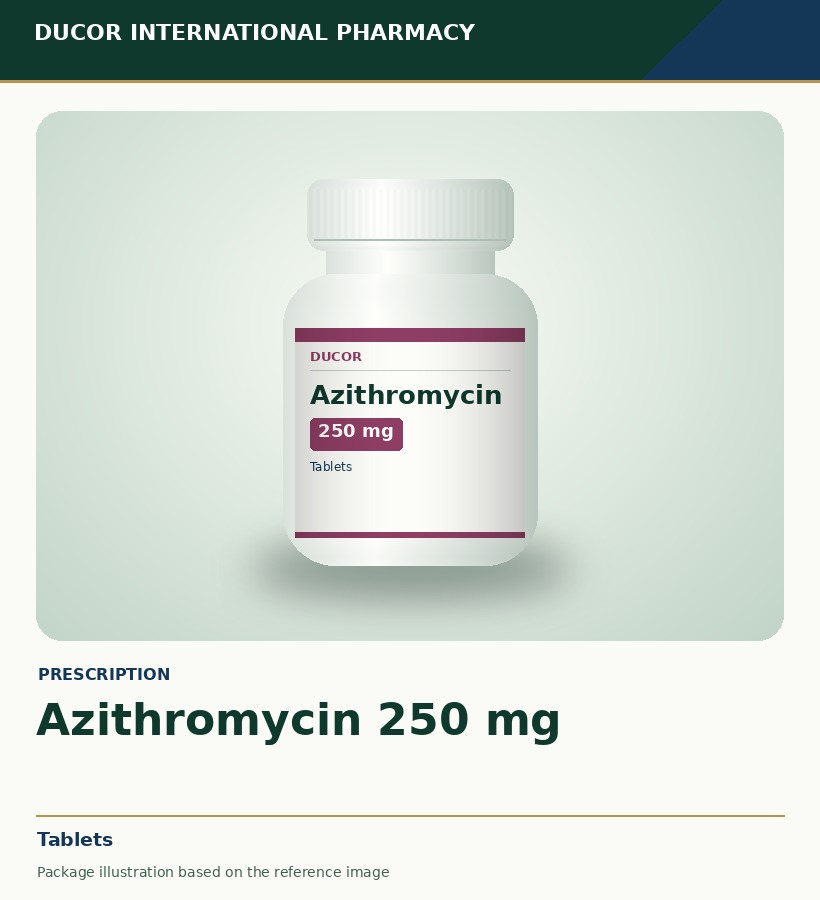 DUCOR INTERNATIONAL PHARMACY
DUCOR
Azithromycin
250 mg
Tablets
PRESCRIPTION
Azithromycin 250 mg
Tablets
Package illustration based on the reference image